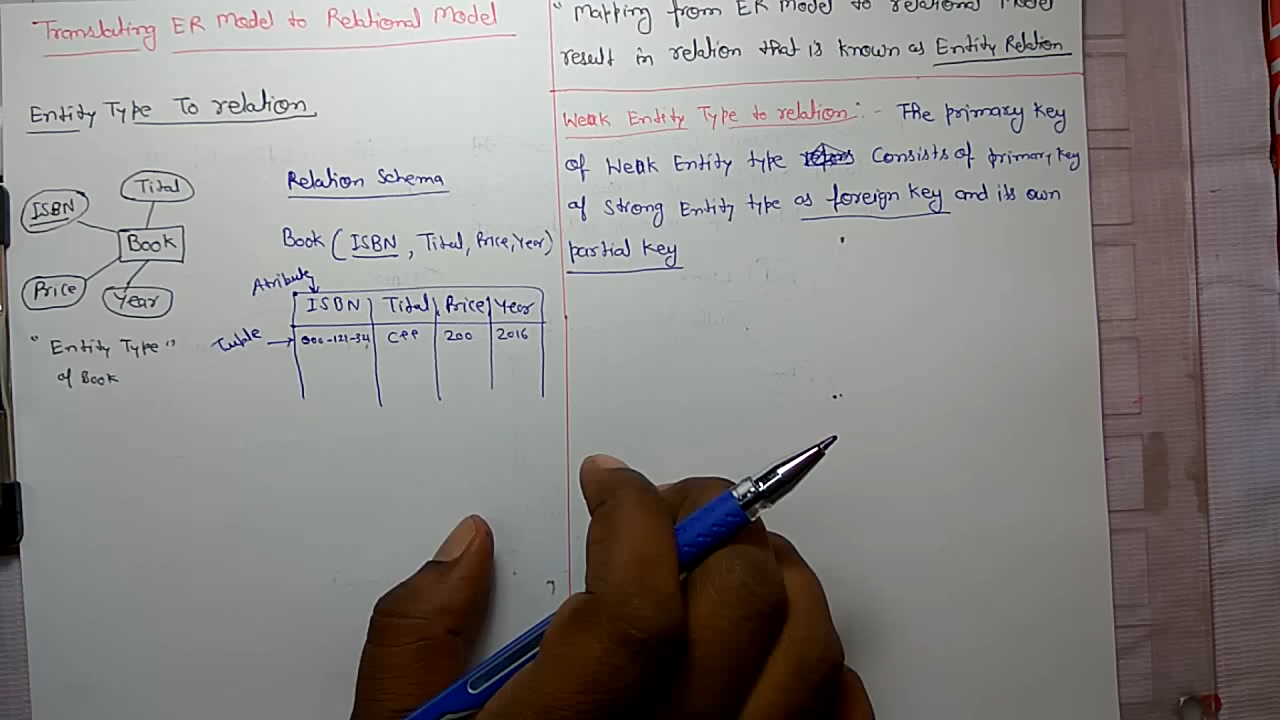 Translating ER Model to Relational Model
Entity Type To relation
Tital
ISBN
Book
Price
Year
"Entity Type"
of Book
Relation Schema
Book (ISBN, Tital, Price, Year)
Atribute
ISBN Tital Price Year
Tuple 000-121-34 CPP 200 2016
"Mapping from ER Model to relational Model
result in relation that is known as Entity Relation
Weak Entity Type to relation:- The primary key
of Weak Entity type Consists of primary key
of Strong Entity type as foreign key and its own
partial key